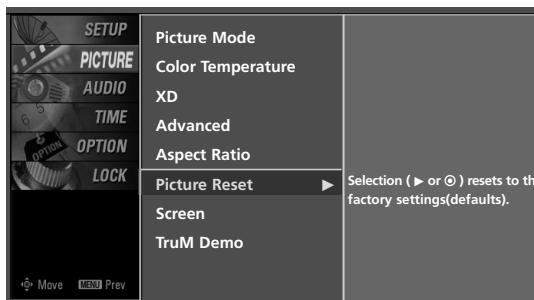 SETUP
PICTURE
AUDIO
TIME
OPTION
LOCK
Move MENU Prev
Picture Mode
Color Temperature
XD
Advanced
Aspect Ratio
Picture Reset ▶
Screen
TruM Demo
Selection ( ▶ or ⦿ ) resets to
factory settings(defaults).